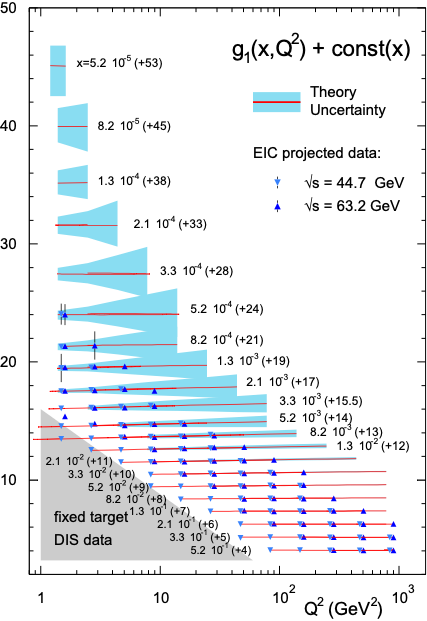 50
g1(x,Q²) + const(x)
x=5.2 10⁻⁵ (+53)
Theory
Uncertainty
40
8.2 10⁻⁵ (+45)
EIC projected data:
√s = 44.7 GeV
1.3 10⁻⁴ (+38)
√s = 63.2 GeV
2.1 10⁻⁴ (+33)
30
3.3 10⁻⁴ (+28)
5.2 10⁻⁴ (+24)
8.2 10⁻⁴ (+21)
20
1.3 10⁻³ (+19)
2.1 10⁻³ (+17)
3.3 10⁻³ (+15.5)
5.2 10⁻³ (+14)
8.2 10⁻³ (+13)
1.3 10⁻² (+12)
2.1 10⁻² (+11)
10
3.3 10⁻² (+10)
5.2 10⁻² (+9)
8.2 10⁻² (+8)
1.3 10⁻¹ (+7)
fixed target
2.1 10⁻¹ (+6)
DIS data
3.3 10⁻¹ (+5)
5.2 10⁻¹ (+4)
1
10
10²
10³
Q² (GeV²)